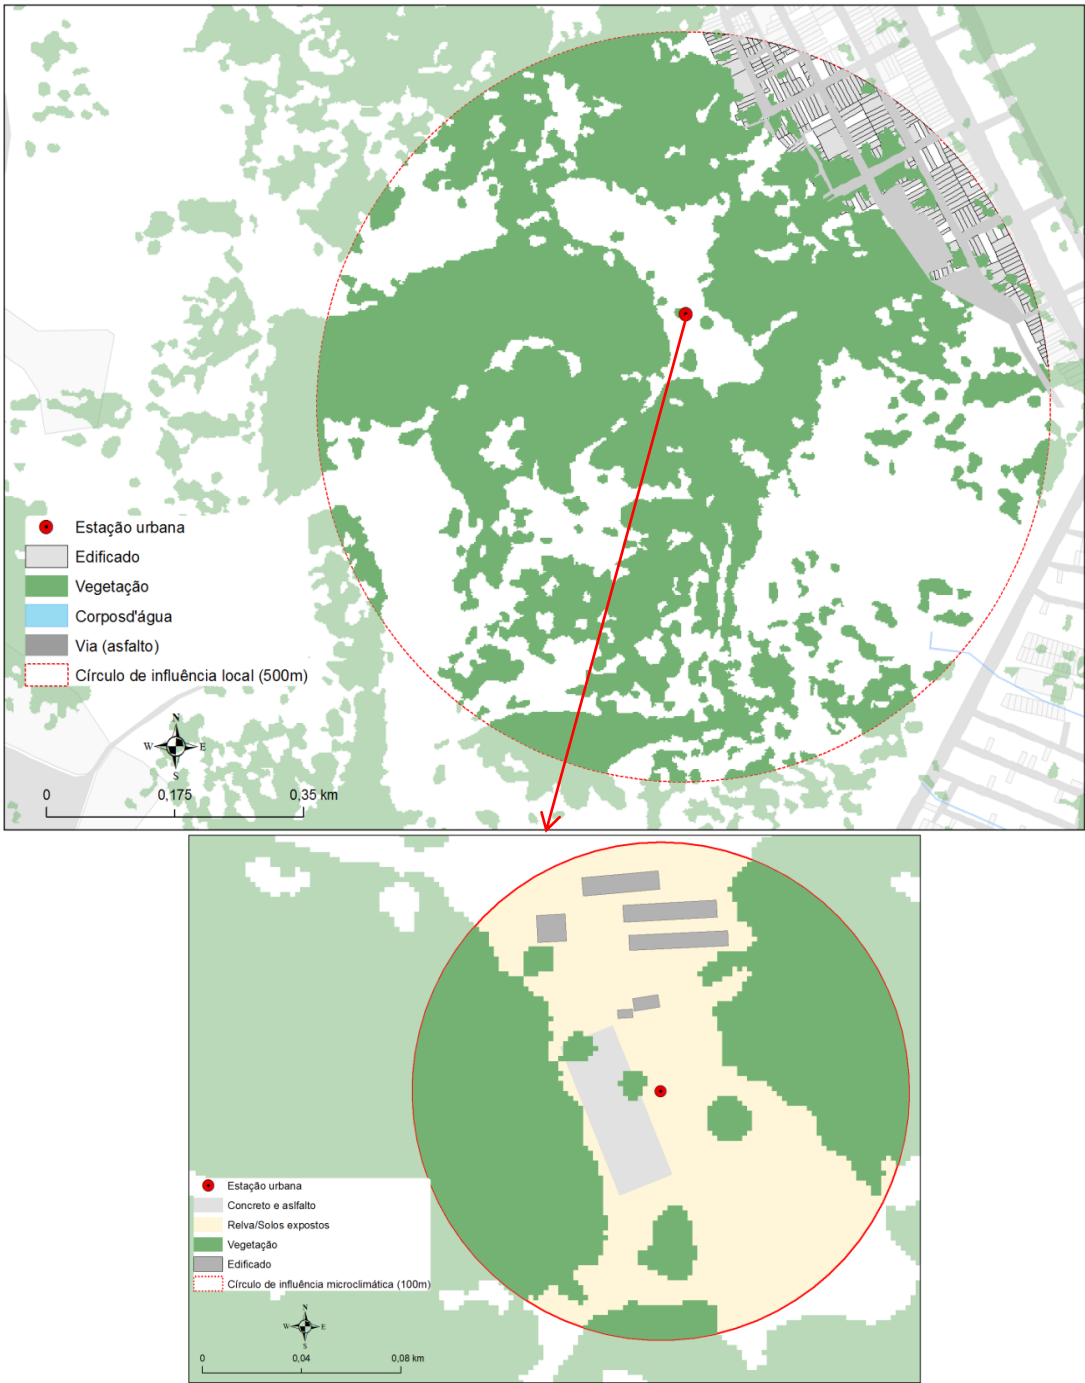 Estação urbana
Edificado
Vegetação
Corposd'água
Via (asfalto)
Círculo de influência local (500m)
N
W E
S
0 0,175 0,35 km
Estação urbana
Concreto e aslfalto
Relva/Solos expostos
Vegetação
Edificado
Círculo de influência microclimática (100m)
N
W E
S
0 0,04 0,08 km